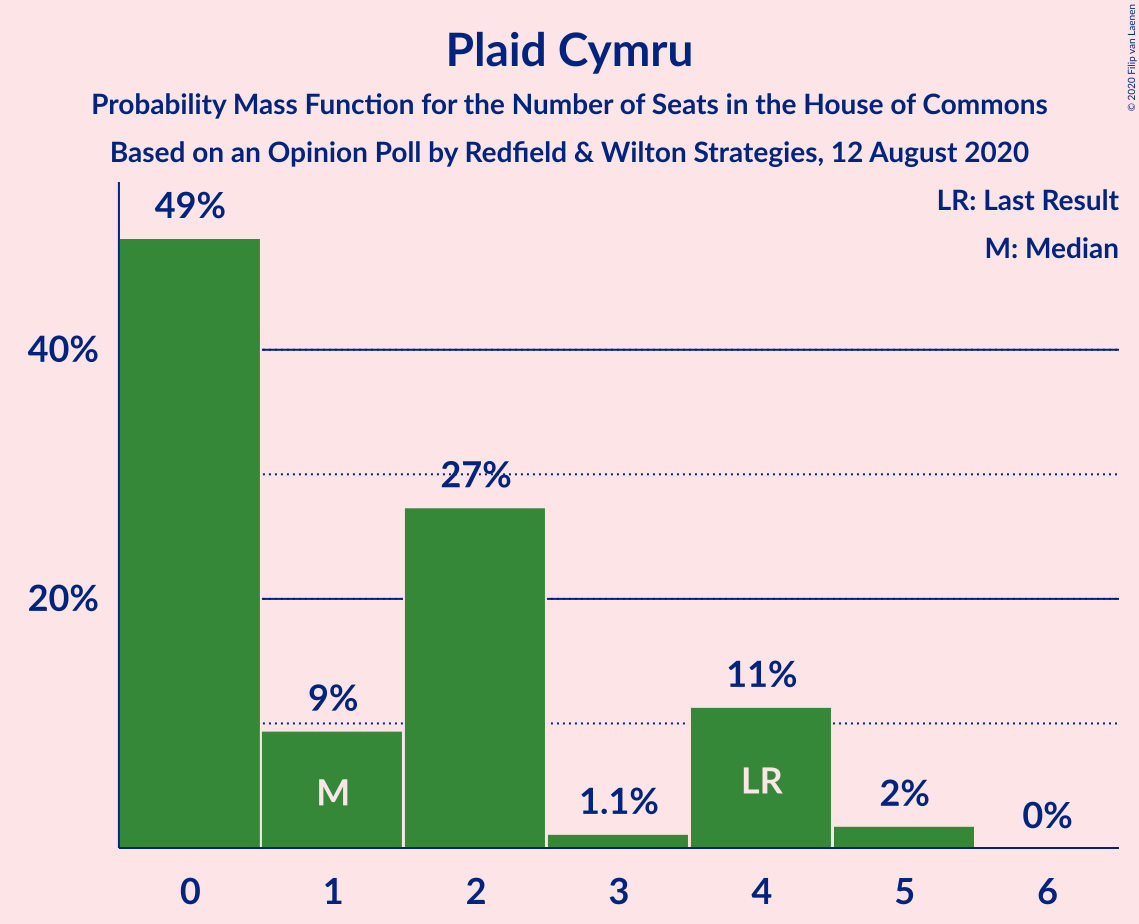 Plaid Cymru
Probability Mass Function for the Number of Seats in the House of Commons
Based on an Opinion Poll by Redfield & Wilton Strategies, 12 August 2020
© 2020 Filip van Laenen
LR: Last Result
M: Median
49%
40%
27%
20%
11%
9%
M
LR
1.1%
2%
0%
0 1 2 3 4 5 6